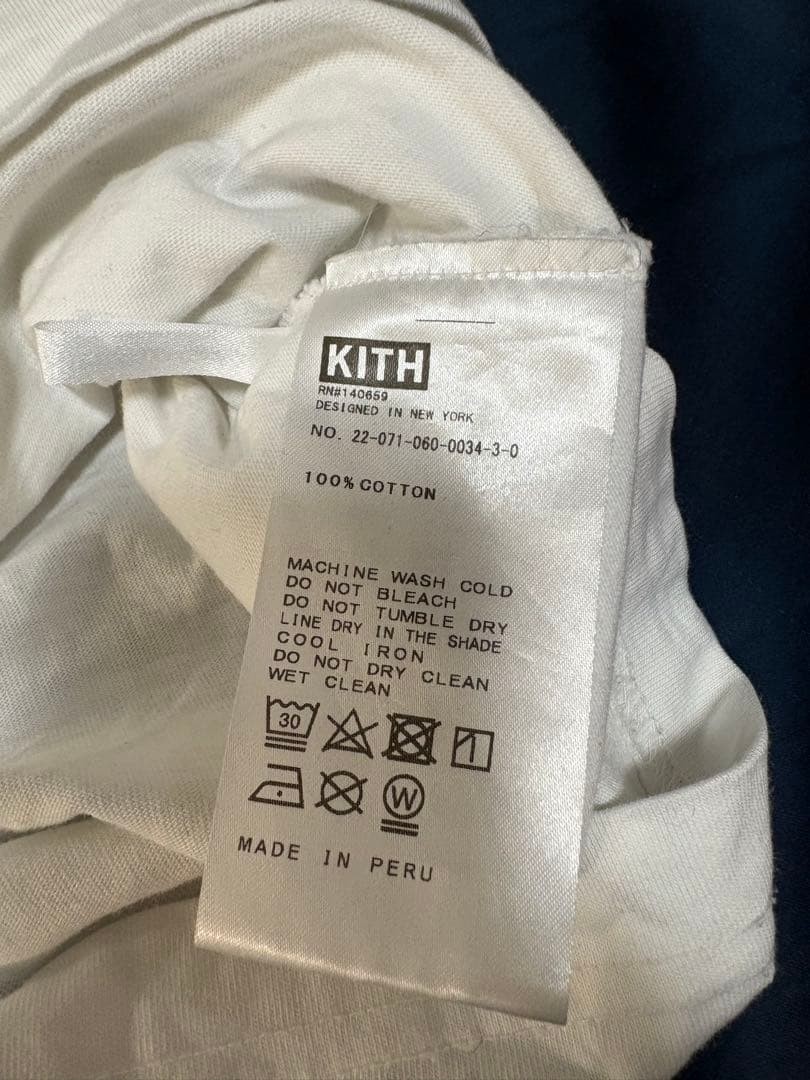 KITH
RN#140659
DESIGNED IN NEW YORK
NO. 22-071-060-0034-3-0
100% COTTON
MACHINE WASH COLD
DO NOT BLEACH
DO NOT TUMBLE DRY
LINE DRY IN THE SHADE
COOL IRON
DO NOT DRY CLEAN
WET CLEAN
30
W
MADE IN PERU